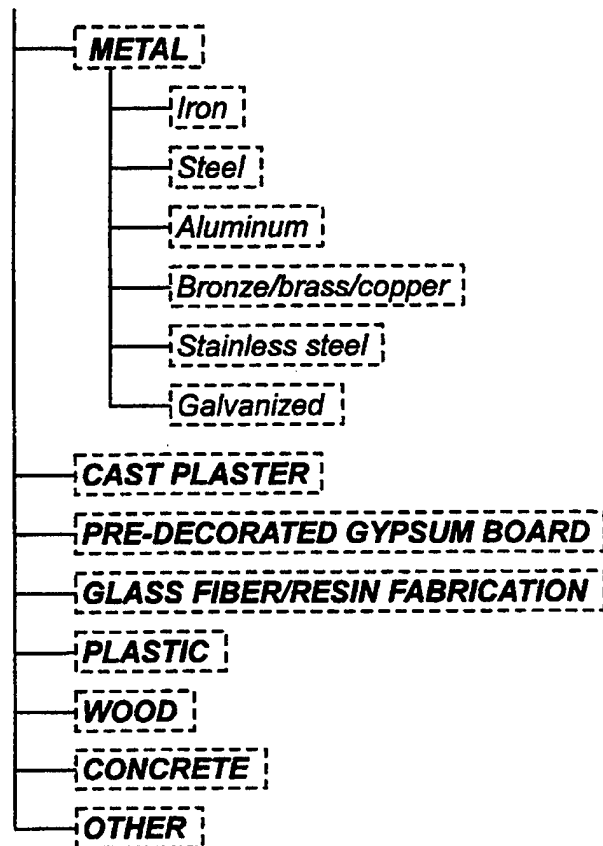 METAL
Iron
Steel
Aluminum
Bronze/brass/copper
Stainless steel
Galvanized
CAST PLASTER
PRE-DECORATED GYPSUM BOARD
GLASS FIBER/RESIN FABRICATION
PLASTIC
WOOD
CONCRETE
OTHER